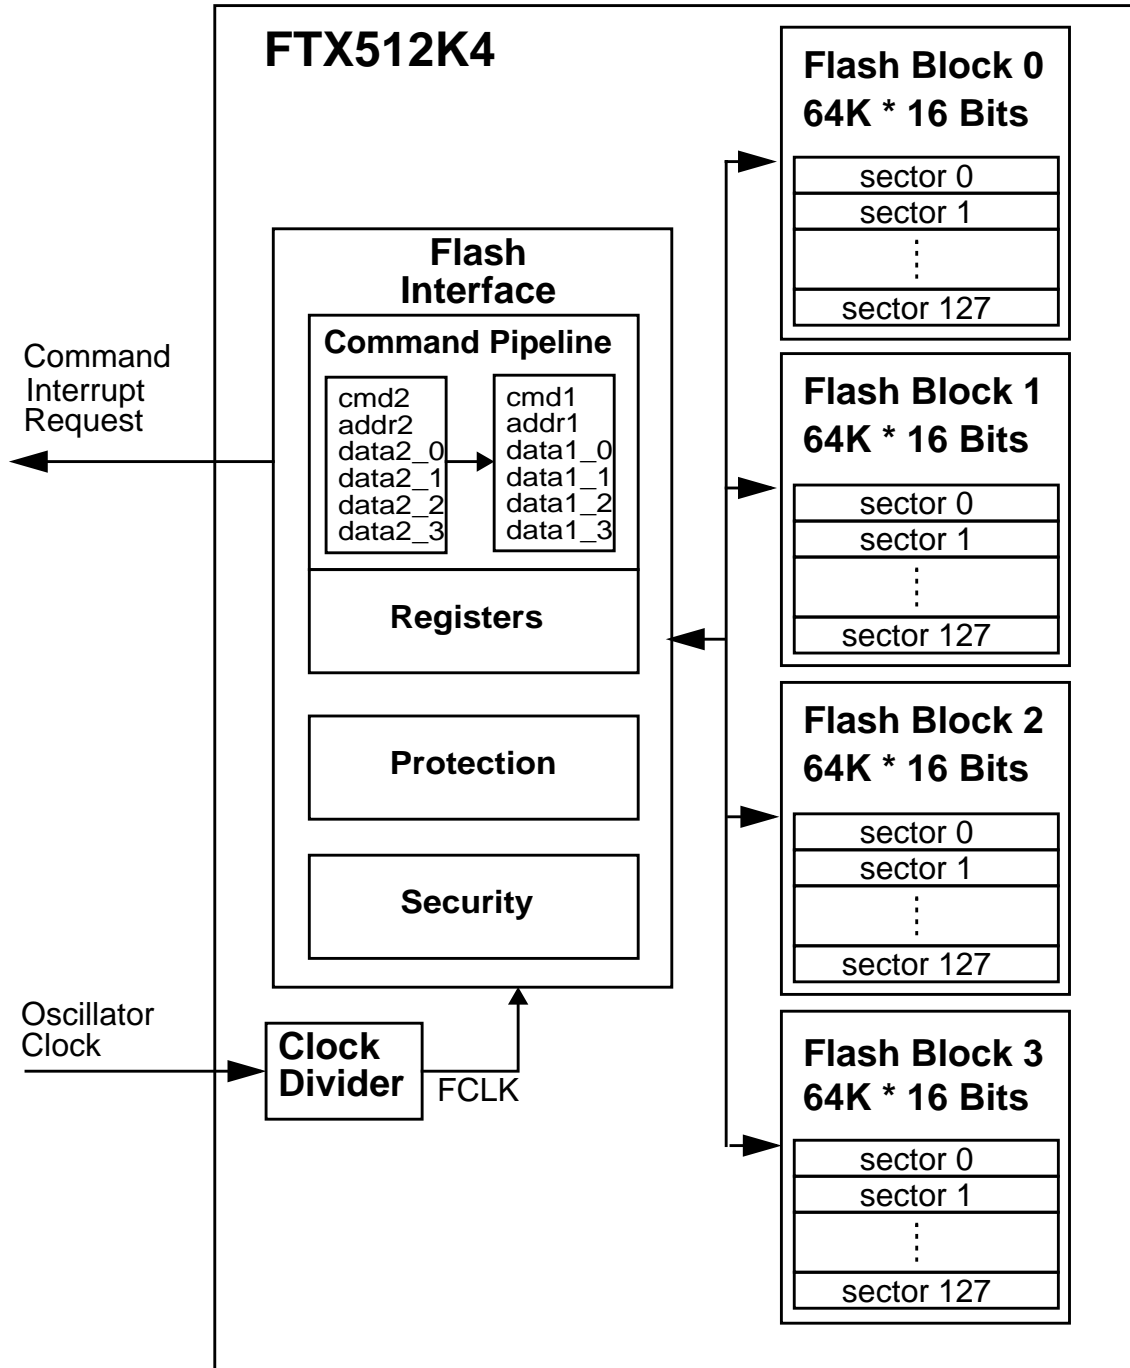 FTX512K4
Flash Block 0
64K * 16 Bits
sector 0
sector 1
sector 127
Flash
Interface
Command Pipeline
cmd2
addr2
data2_0
data2_1
data2_2
data2_3
cmd1
addr1
data1_0
data1_1
data1_2
data1_3
Registers
Protection
Security
Command
Interrupt
Request
Flash Block 1
64K * 16 Bits
sector 0
sector 1
sector 127
Flash Block 2
64K * 16 Bits
sector 0
sector 1
sector 127
Oscillator
Clock
Clock
Divider
FCLK
Flash Block 3
64K * 16 Bits
sector 0
sector 1
sector 127